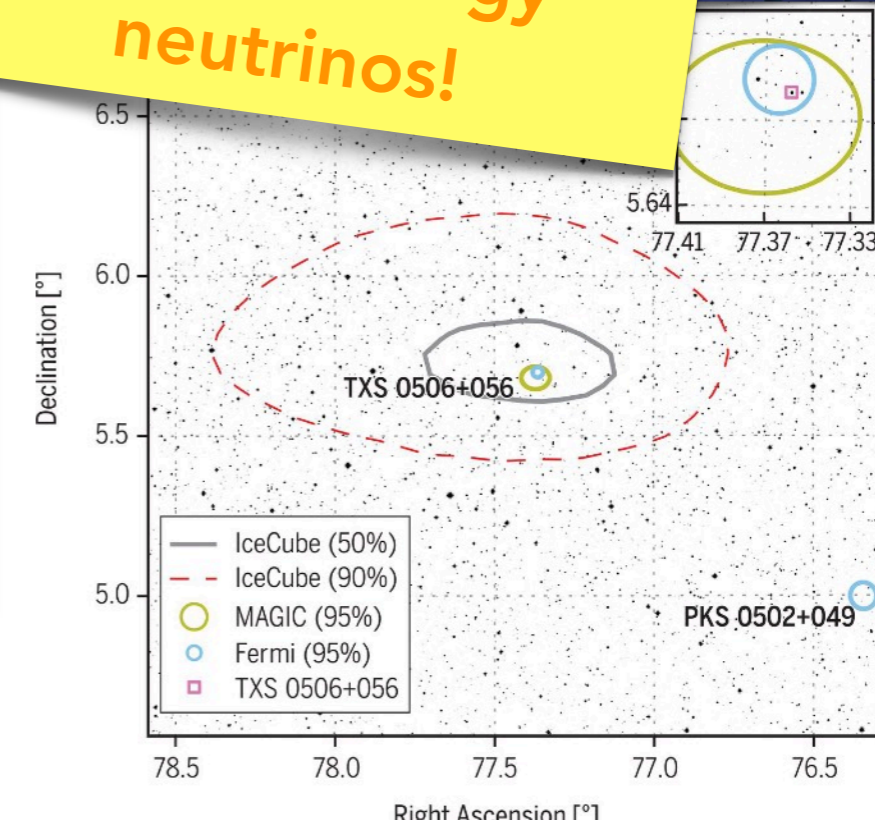 gy
neutrinos!
6.5
6.0
5.5
5.0
Declination [°]
5.64
77.41 77.37 77.33
TXS 0506+056
PKS 0502+049
IceCube (50%)
IceCube (90%)
MAGIC (95%)
Fermi (95%)
TXS 0506+056
78.5 78.0 77.5 77.0 76.5
Right Ascension [°]